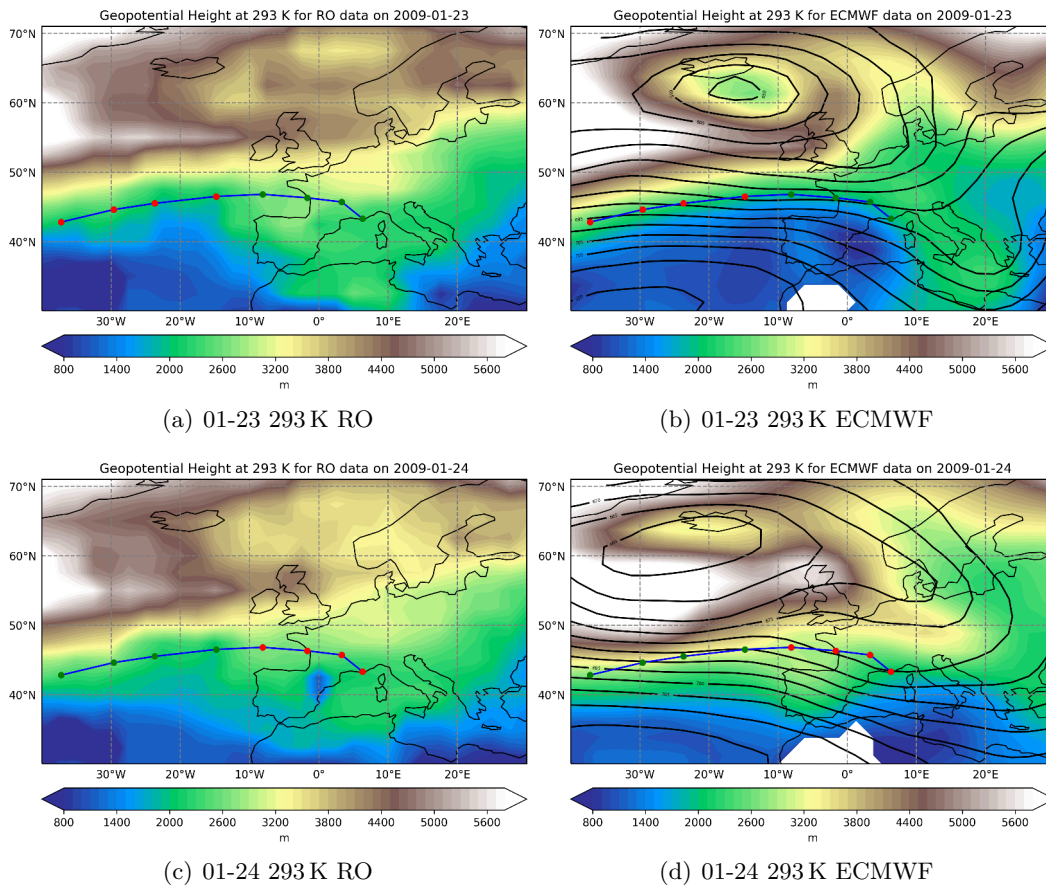 Geopotential Height at 293 K for RO data on 2009-01-23
70°N
60°N
50°N
40°N
30°W 20°W 10°W 0° 10°E 20°E
800 1400 2000 2600 3200 3800 4400 5000 5600
m
(a) 01-23 293 K RO
Geopotential Height at 293 K for ECMWF data on 2009-01-23
70°N
60°N
50°N
40°N
30°W 20°W 10°W 0° 10°E 20°E
800 1400 2000 2600 3200 3800 4400 5000 5600
m
(b) 01-23 293 K ECMWF
Geopotential Height at 293 K for RO data on 2009-01-24
70°N
60°N
50°N
40°N
30°W 20°W 10°W 0° 10°E 20°E
800 1400 2000 2600 3200 3800 4400 5000 5600
m
(c) 01-24 293 K RO
Geopotential Height at 293 K for ECMWF data on 2009-01-24
70°N
60°N
50°N
40°N
30°W 20°W 10°W 0° 10°E 20°E
800 1400 2000 2600 3200 3800 4400 5000 5600
m
(d) 01-24 293 K ECMWF